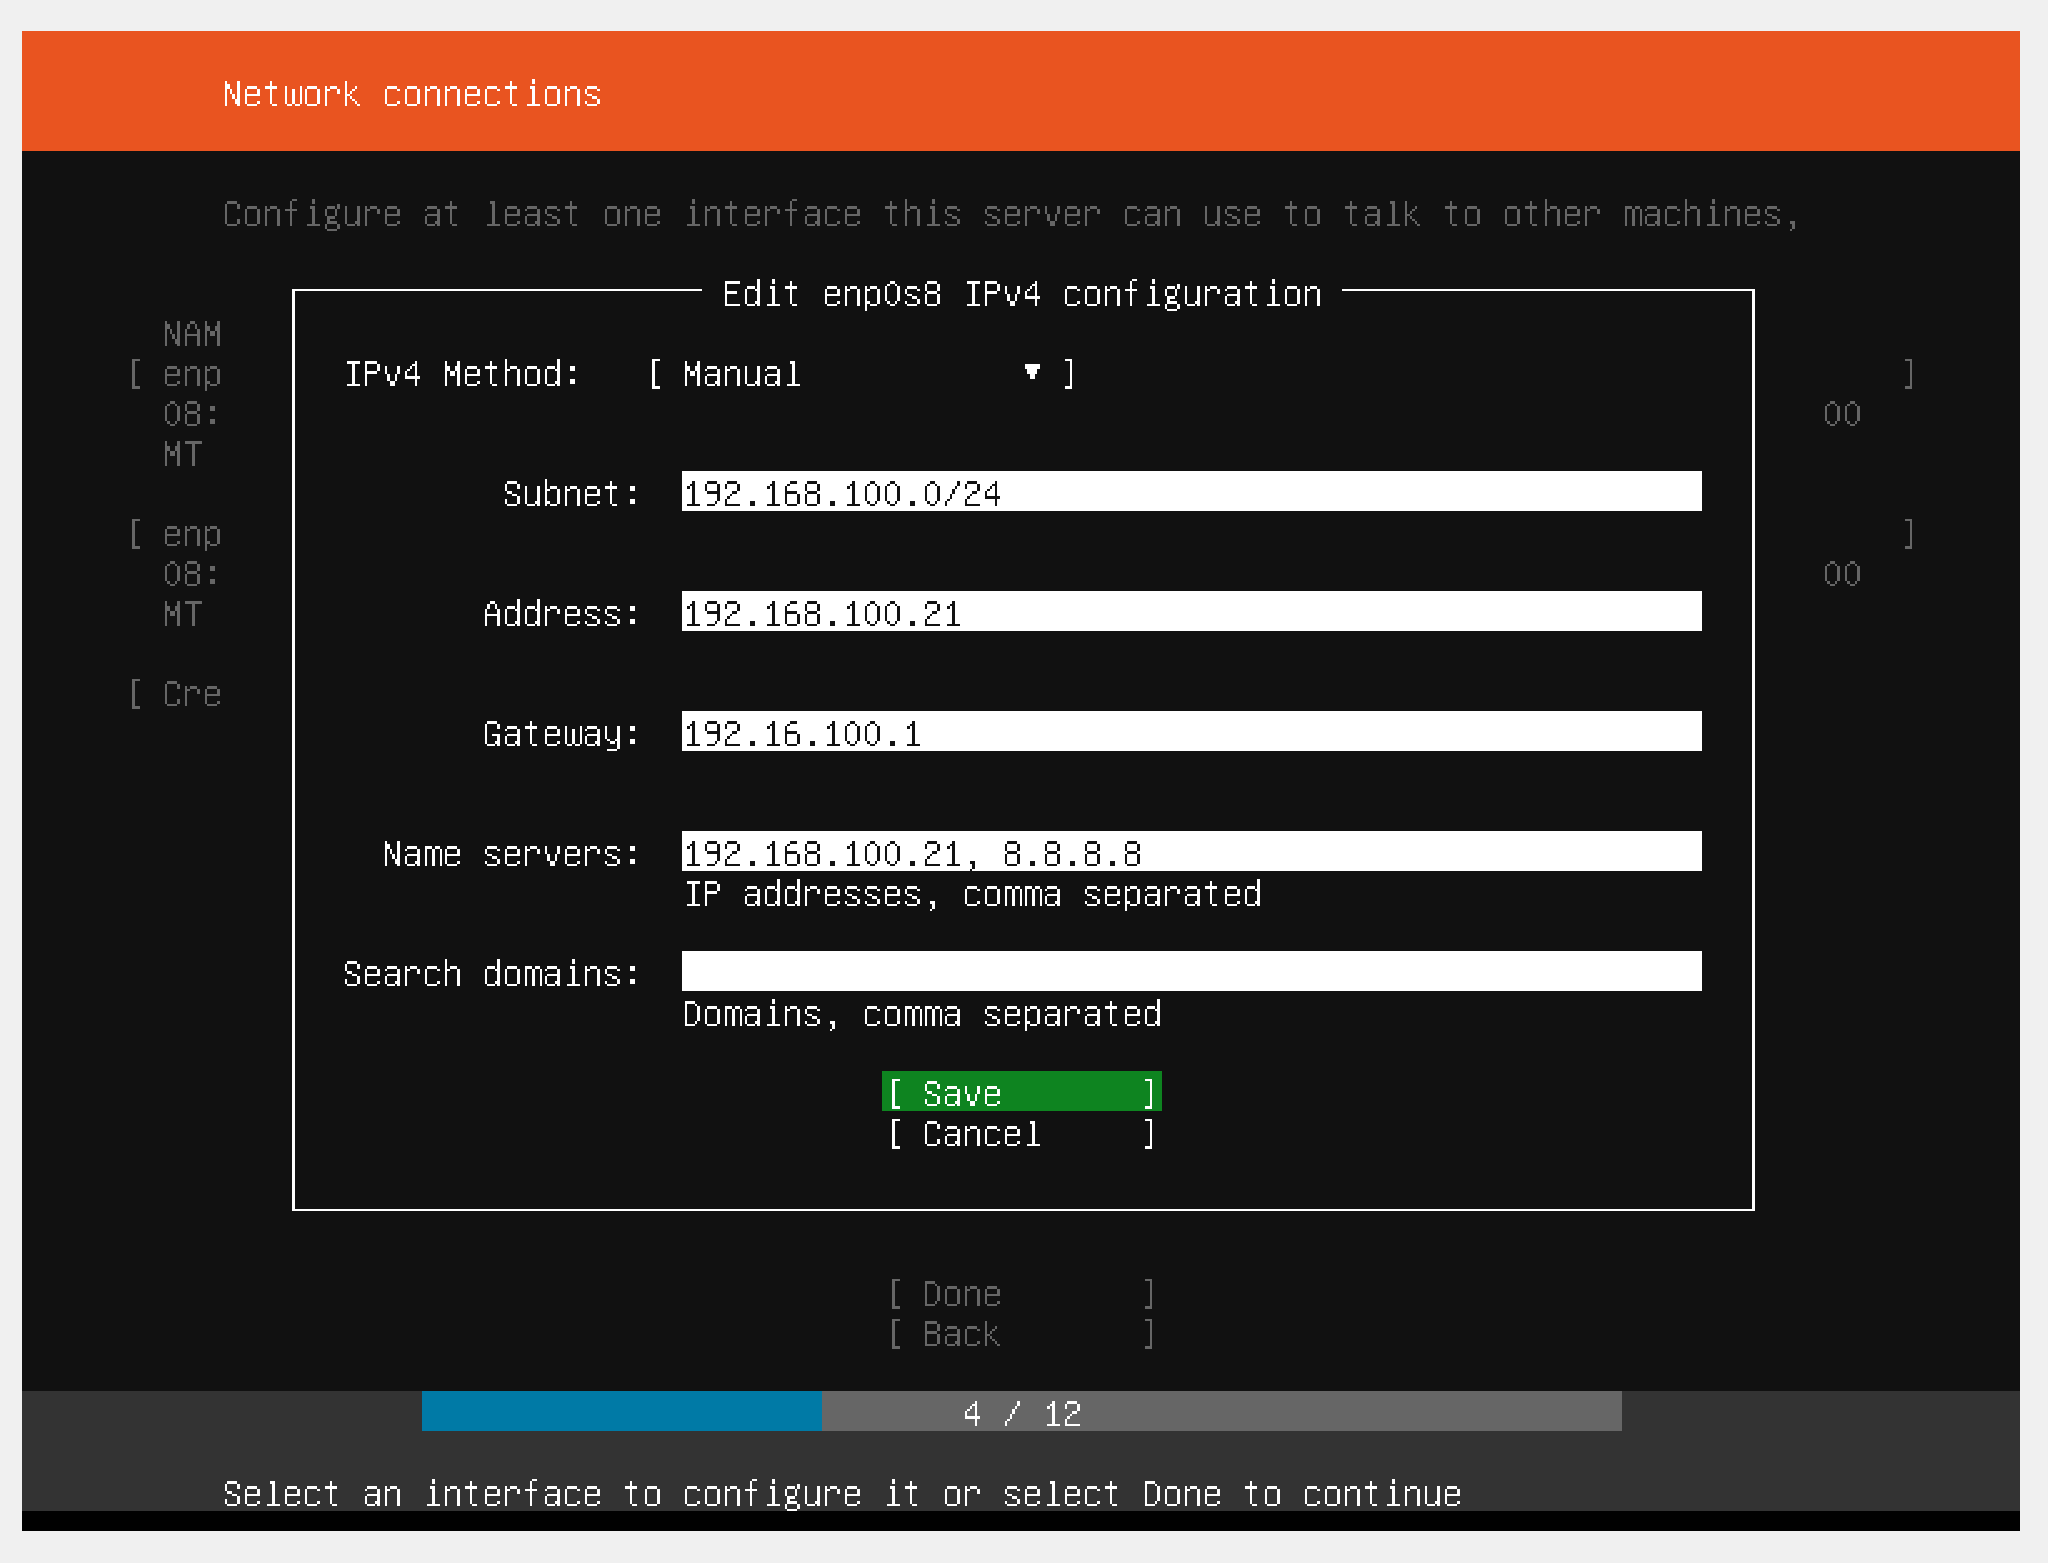 Network connections
Configure at least one interface this server can use to talk to other machines,
Edit enp0s8 IPv4 configuration
NAM
[ enp ]
IPv4 Method: [ Manual ▼ ]
08: 00
MT
Subnet: 192.168.100.0/24
[ enp ]
08: 00
MT
Address: 192.168.100.21
[ Cre
Gateway: 192.16.100.1
Name servers: 192.168.100.21, 8.8.8.8
IP addresses, comma separated
Search domains:
Domains, comma separated
[ Save ]
[ Cancel ]
[ Done ]
[ Back ]
4 / 12
Select an interface to configure it or select Done to continue